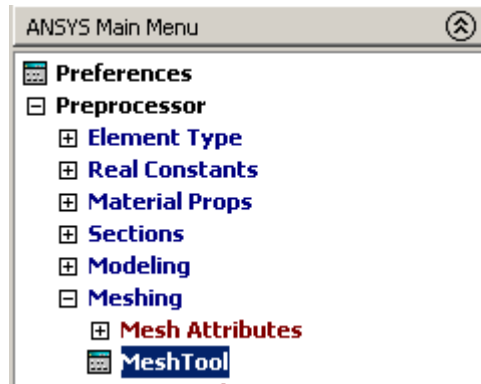 ANSYS Main Menu
Preferences
Preprocessor
Element Type
Real Constants
Material Props
Sections
Modeling
Meshing
Mesh Attributes
MeshTool